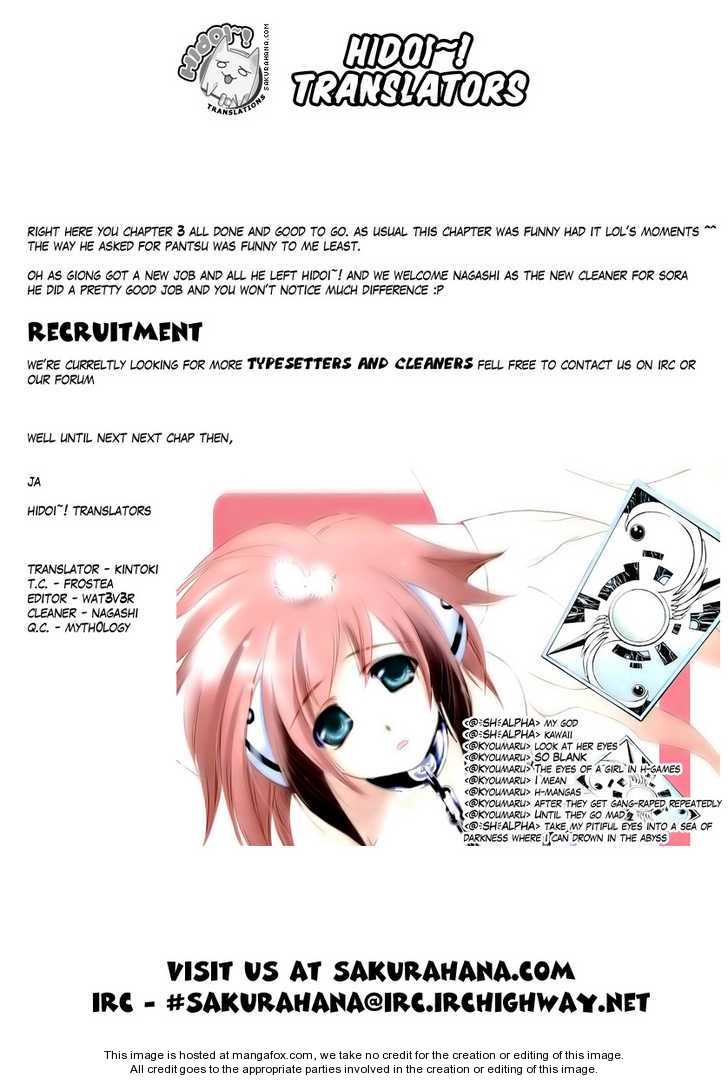 HIDOI~!
SAKURAHANA.COM
TRANSLATIONS
HIDOI~!
TRANSLATORS
RIGHT HERE YOU CHAPTER 3 ALL DONE AND GOOD TO GO. AS USUAL THIS CHAPTER WAS FUNNY HAD IT LOL'S MOMENTS ^^
THE WAY HE ASKED FOR PANTSU WAS FUNNY TO ME LEAST.
OH AS GIONG GOT A NEW JOB AND ALL HE LEFT HIDOI~! AND WE WELCOME NAGASHI AS THE NEW CLEANER FOR SORA
HE DID A PRETTY GOOD JOB AND YOU WON'T NOTICE MUCH DIFFERENCE :P
RECRUITMENT
WE'RE CURRELTLY LOOKING FOR MORE TYPESETTERS AND CLEANERS FELL FREE TO CONTACT US ON IRC OR
OUR FORUM
WELL UNTIL NEXT NEXT CHAP THEN,
JA
HIDOI~! TRANSLATORS
TRANSLATOR - KINTOKI
T.C. - FROSTEA
EDITOR - WAT3V3R
CLEANER - NAGASHI
Q.C. - MYTH0LOGY
MY GOD
KAWAII
<@KYOUMARU> LOOK AT HER EYES
<@KYOUMARU> SO BLANK
<@KYOUMARU> THE EYES OF A GIRL IN H-GAMES
<@KYOUMARU> I MEAN
<@KYOUMARU> H-MANGAS
<@KYOUMARU> AFTER THEY GET GANG-RAPED REPEATEDLY
<@KYOUMARU> UNTIL THEY GO MAD
TAKE MY PITIFUL EYES INTO A SEA OF
DARKNESS WHERE I CAN DROWN IN THE ABYSS
VISIT US AT SAKURAHANA.COM
IRC - #SAKURAHANA@IRC.IRCHIGHWAY.NET
This image is hosted at mangafox.com, we take no credit for the creation or editing of this image.
All credit goes to the appropriate parties involved in the creation or editing of this image.